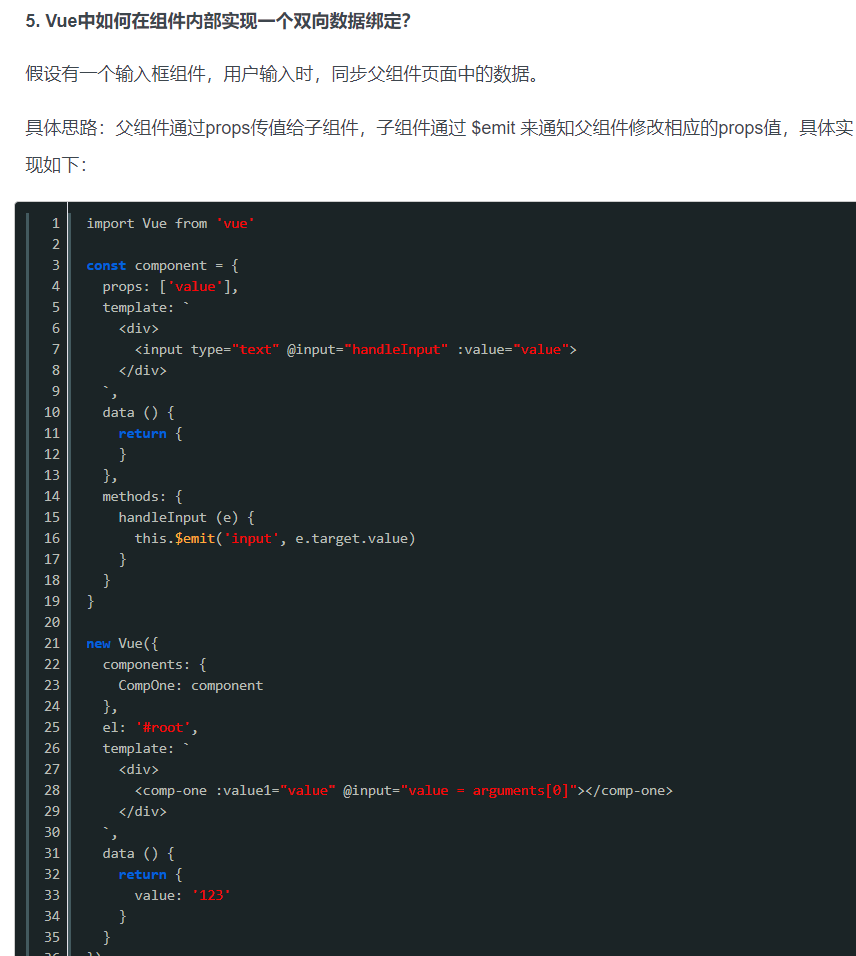 5. Vue中如何在组件内部实现一个双向数据绑定?
假设有一个输入框组件，用户输入时，同步父组件页面中的数据。
具体思路：父组件通过props传值给子组件，子组件通过 $emit 来通知父组件修改相应的props值，具体实
现如下：
1 import Vue from 'vue'
2
3 const component = {
4 props: ['value'],
5 template: `
6 <div>
7 <input type="text" @input="handleInput" :value="value">
8 </div>
9 `,
10 data () {
11 return {
12 }
13 },
14 methods: {
15 handleInput (e) {
16 this.$emit('input', e.target.value)
17 }
18 }
19 }
20
21 new Vue({
22 components: {
23 CompOne: component
24 },
25 el: '#root',
26 template: `
27 <div>
28 <comp-one :value1="value" @input="value = arguments[0]"></comp-one>
29 </div>
30 `,
31 data () {
32 return {
33 value: '123'
34 }
35 }